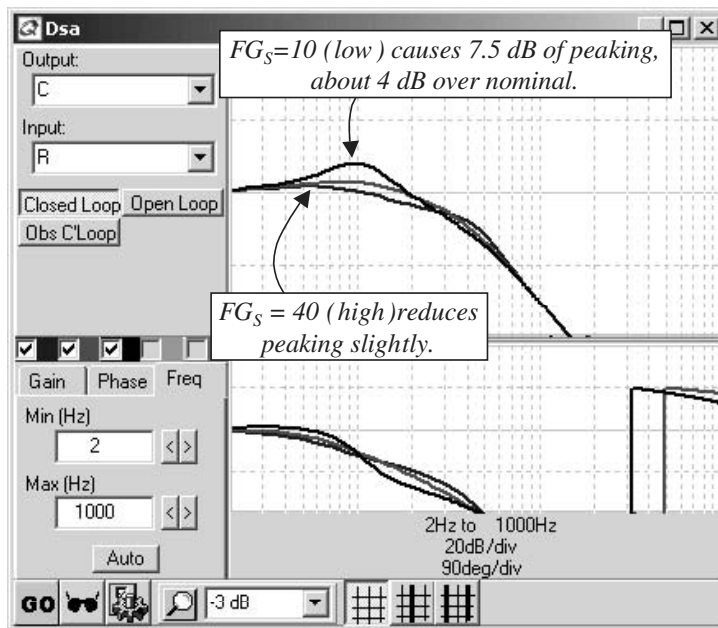 Dsa
FG_S=10 (low) causes 7.5 dB of peaking,
about 4 dB over nominal.
Output:
C
Input:
R
Closed Loop Open Loop
Obs C'Loop
FG_S = 40 (high)reduces
peaking slightly.
Gain Phase Freq
Min (Hz)
2 < >
Max (Hz)
1000 < >
Auto
2Hz to 1000Hz
20dB/div
90deg/div
GO -3 dB